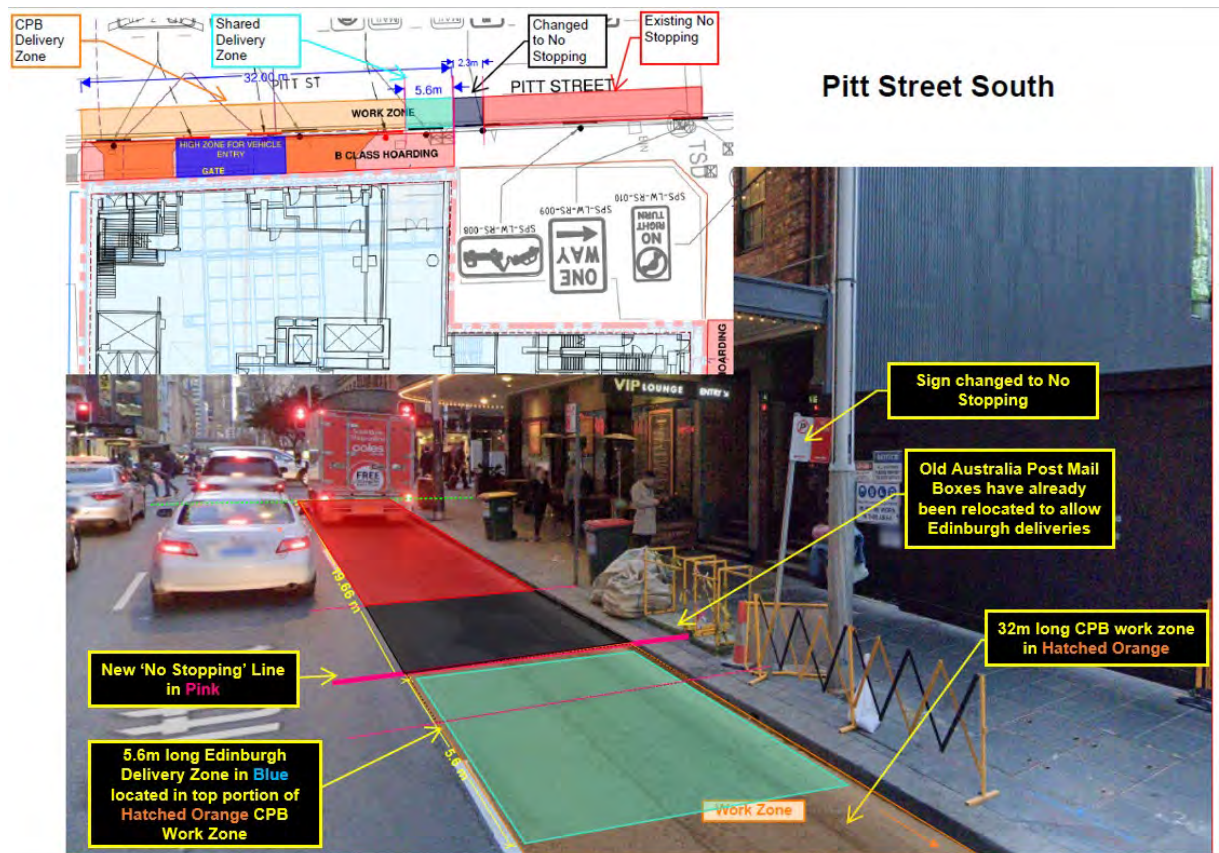 CPB
Delivery
Zone
Shared
Delivery
Zone
Changed
to No
Stopping
Existing No
Stopping
Pitt Street South
32.00 m
2.3m
PITT ST
5.6m
PITT STREET
WORK ZONE
HIGH ZONE FOR VEHICLE
ENTRY
GATE
B CLASS HOARDING
BIN
TSU
SPS-LW-RS-008
SPS-LW-RS-009
SPS-LW-RS-010
ONE
WAY
NO
RIGHT
TURN
HOARDING
VIP LOUNGE ENTRY
Sign changed to No
Stopping
P
NOTICE
coles
FREE
Old Australia Post Mail
Boxes have already
been relocated to allow
Edinburgh deliveries
19.66 m
32m long CPB work zone
in Hatched Orange
New ‘No Stopping’ Line
in Pink
5.6 m
5.6m long Edinburgh
Delivery Zone in Blue
located in top portion of
Hatched Orange CPB
Work Zone
Work Zone